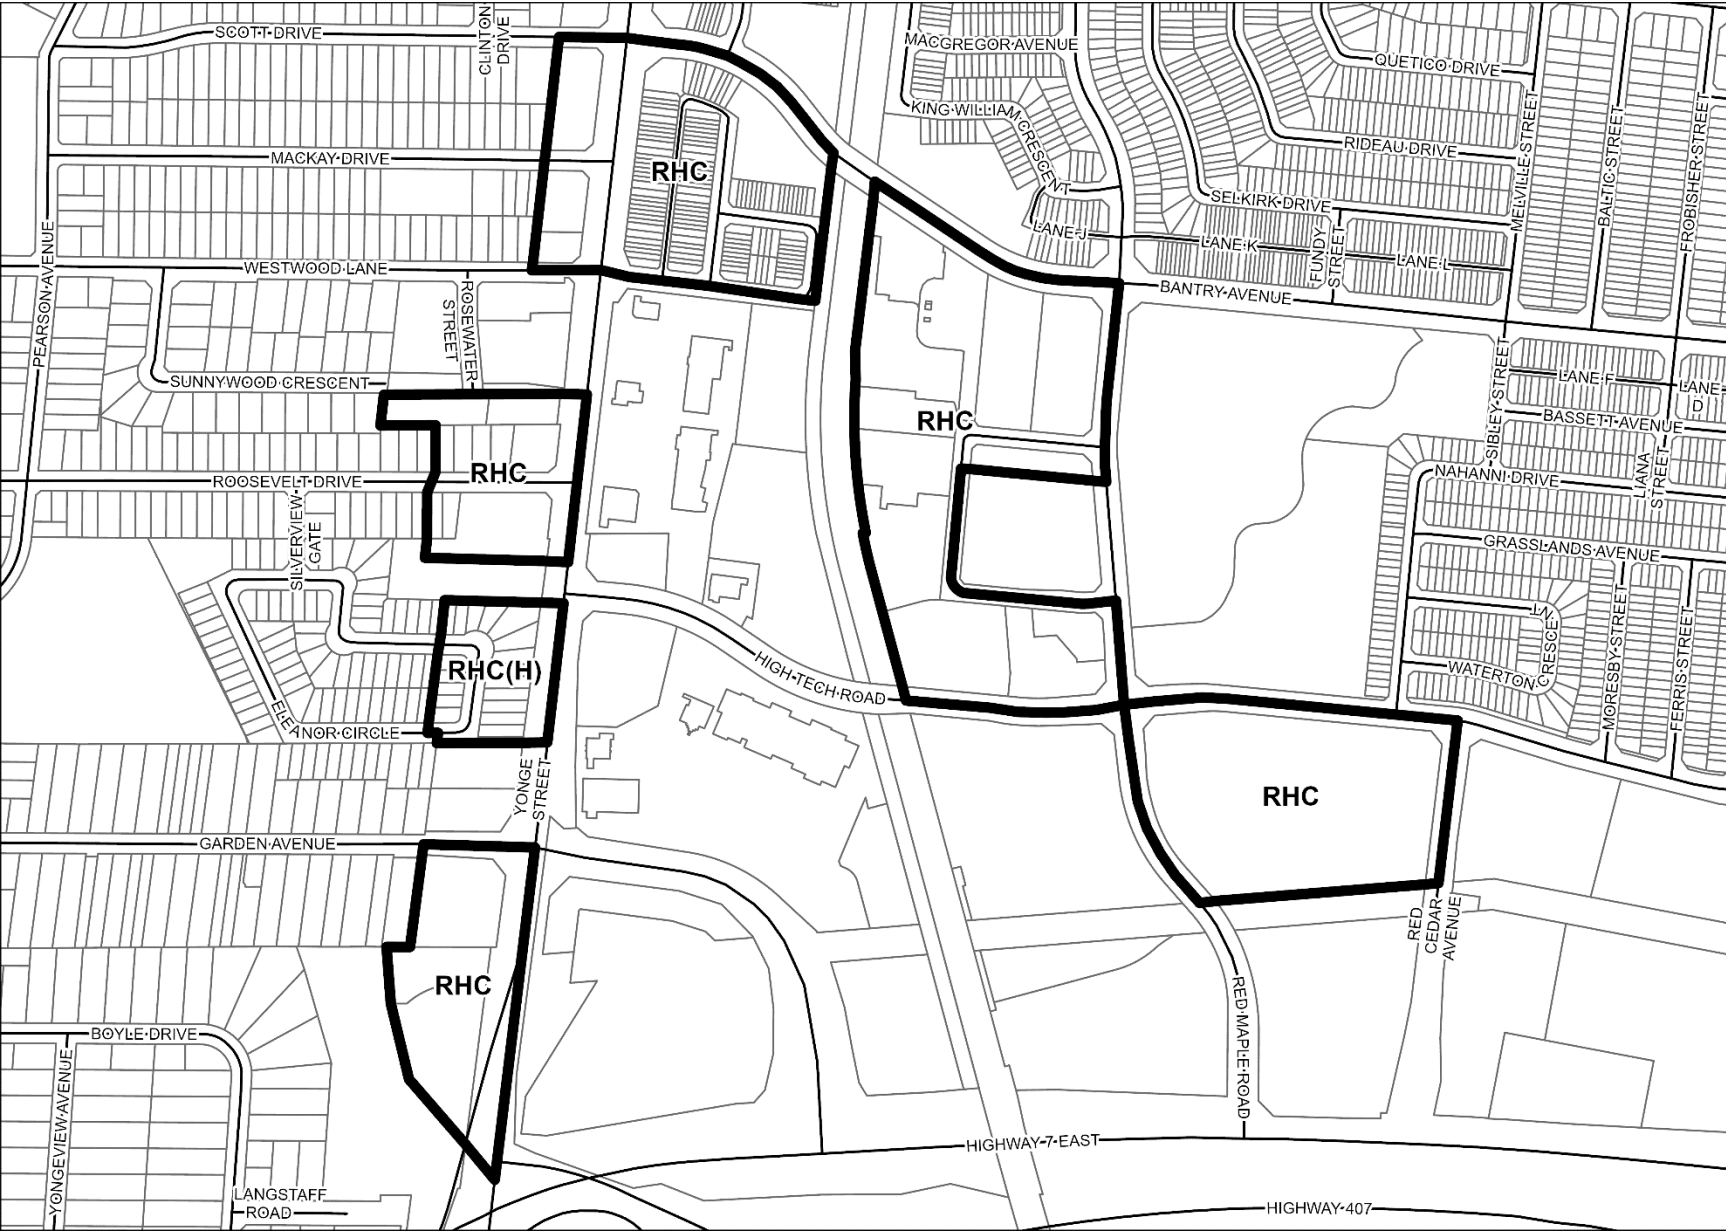 SCOTT DRIVE
CLINTON
DRIVE
MACGREGOR AVENUE
QUETICO DRIVE
KING WILLIAM CRESCENT
MELVILLE STREET
BALTIC STREET
FROBISHER STREET
RIDEAU DRIVE
MACKAY DRIVE
RHC
SELKIRK DRIVE
LANE J
LANE K
LANE L
FUNDY
STREET
PEARSON AVENUE
WESTWOOD LANE
ROSEWATER
STREET
BANTRY AVENUE
SUNNYWOOD CRESCENT
SIBLEY STREET
LANE F
LANE
D
BASSETT AVENUE
RHC
RHC
ROOSEVELT DRIVE
NAHANNI DRIVE
LIANA
STREET
SILVERVIEW
GATE
GRASSLANDS AVENUE
MORESBY STREET
FERRIS STREET
WATERTON CRESCENT
RHC(H)
HIGH TECH ROAD
ELEANOR CIRCLE
YONGE
STREET
RHC
GARDEN AVENUE
RED
CEDAR
AVENUE
RHC
RED MAPLE ROAD
BOYLE DRIVE
YONGEVIEW AVENUE
HIGHWAY 7 EAST
LANGSTAFF
ROAD
HIGHWAY 407